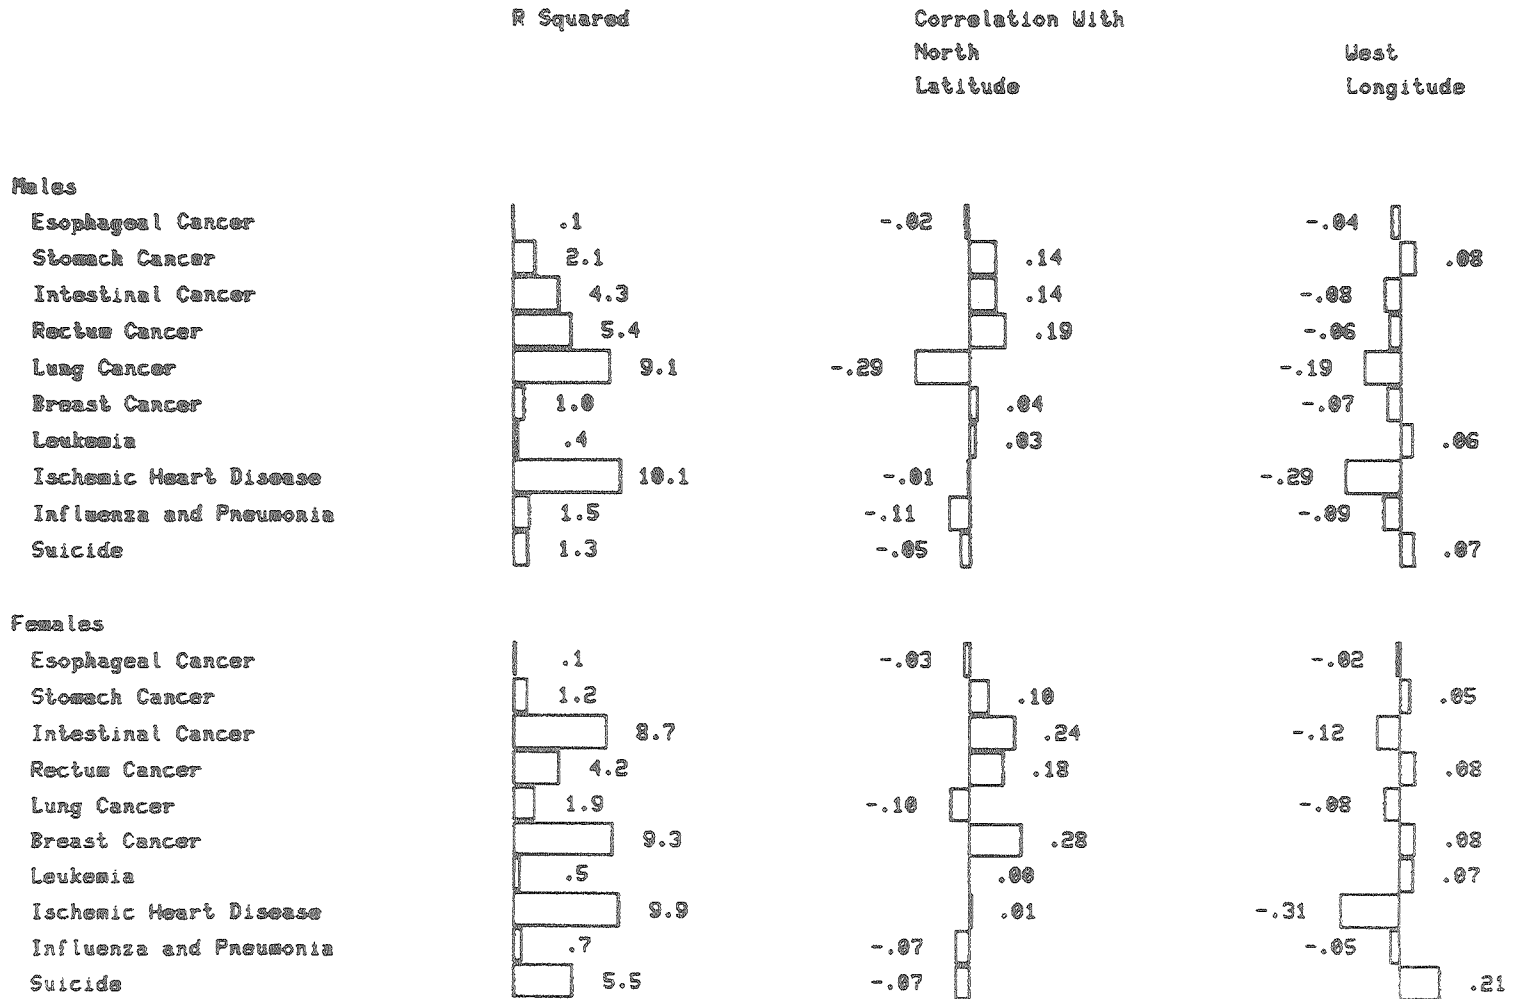 R Squared Correlation With
North West
Latitude Longitude
Males
Esophageal Cancer .1 -.02 -.04
Stomach Cancer 2.1 .14 .08
Intestinal Cancer 4.3 .14 -.08
Rectum Cancer 5.4 .19 -.06
Lung Cancer 9.1 -.29 -.19
Breast Cancer 1.0 .04 -.07
Leukemia .4 .03 .06
Ischemic Heart Disease 10.1 -.01 -.29
Influenza and Pneumonia 1.5 -.11 -.09
Suicide 1.3 -.05 .07
Females
Esophageal Cancer .1 -.03 -.02
Stomach Cancer 1.2 .10 .05
Intestinal Cancer 8.7 .24 -.12
Rectum Cancer 4.2 .18 .08
Lung Cancer 1.9 -.10 -.08
Breast Cancer 9.3 .28 .08
Leukemia .5 .00 .07
Ischemic Heart Disease 9.9 .01 -.31
Influenza and Pneumonia .7 -.07 -.05
Suicide 5.5 -.07 .21